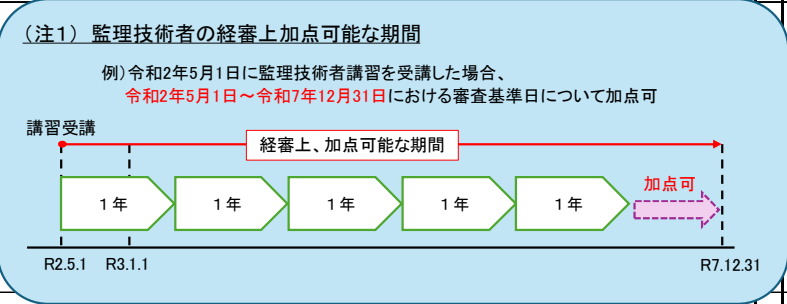 （注１） 監理技術者の経審上加点可能な期間
例）令和2年5月1日に監理技術者講習を受講した場合、
令和2年5月1日～令和7年12月31日における審査基準日について加点可
講習受講
経審上、加点可能な期間
加点可
１年
１年
１年
１年
１年
R2.5.1
R3.1.1
R7.12.31